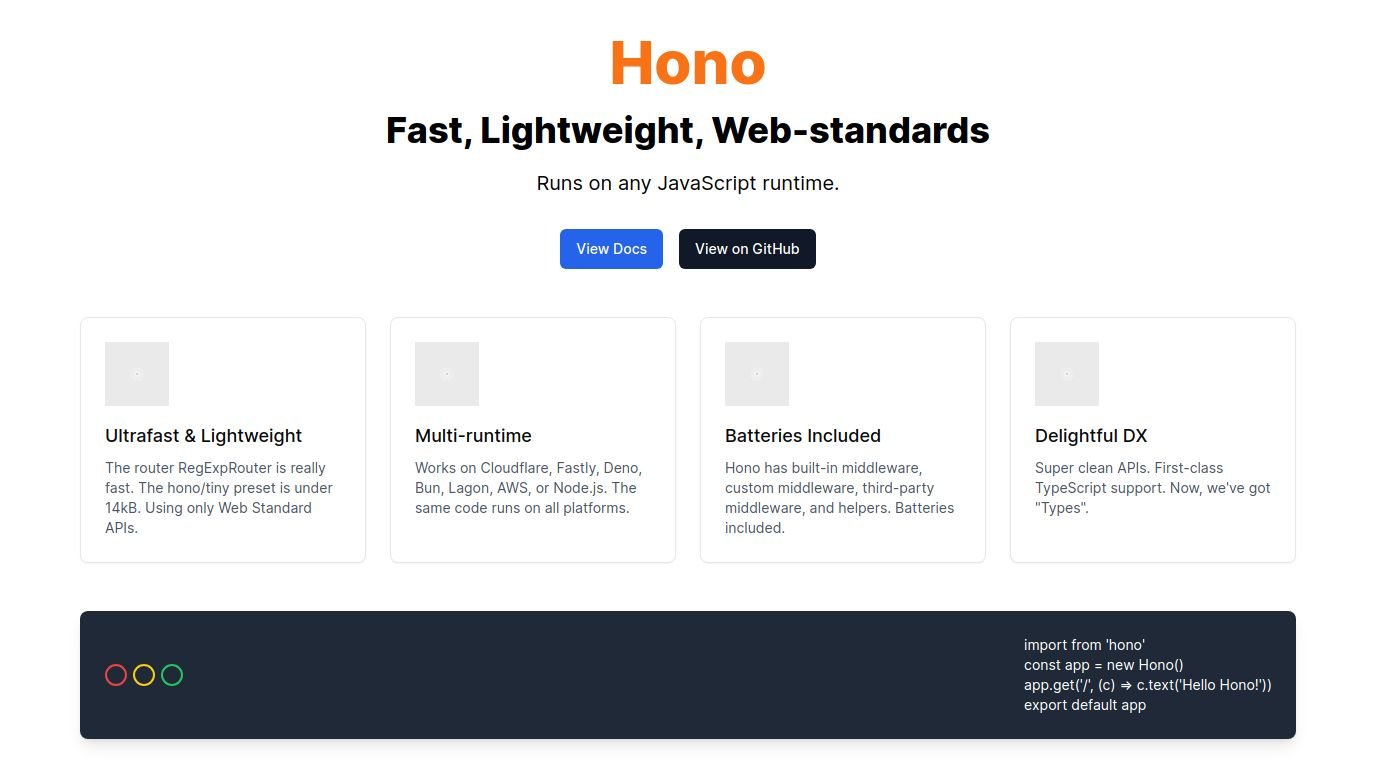 Hono
Fast, Lightweight, Web-standards
Runs on any JavaScript runtime.
View Docs
View on GitHub
Ultrafast & Lightweight
The router RegExpRouter is really
fast. The hono/tiny preset is under
14kB. Using only Web Standard
APIs.
Multi-runtime
Works on Cloudflare, Fastly, Deno,
Bun, Lagon, AWS, or Node.js. The
same code runs on all platforms.
Batteries Included
Hono has built-in middleware,
custom middleware, third-party
middleware, and helpers. Batteries
included.
Delightful DX
Super clean APIs. First-class
TypeScript support. Now, we've got
"Types".
import from 'hono'
const app = new Hono()
app.get('/', (c) => c.text('Hello Hono!'))
export default app